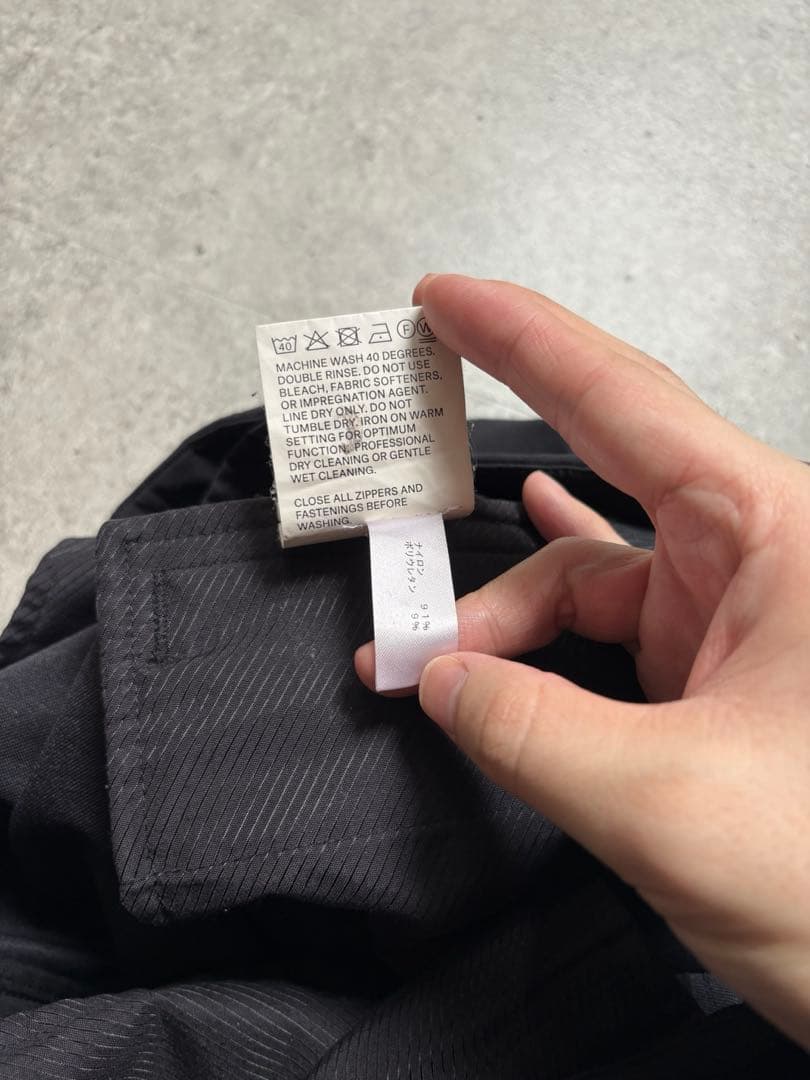 40 F W
MACHINE WASH 40 DEGREES.
DOUBLE RINSE. DO NOT USE
BLEACH, FABRIC SOFTENERS,
OR IMPREGNATION AGENT.
LINE DRY ONLY. DO NOT
TUMBLE DRY. IRON ON WARM
SETTING FOR OPTIMUM
FUNCTION. PROFESSIONAL
DRY CLEANING OR GENTLE
WET CLEANING.
CLOSE ALL ZIPPERS AND
FASTENINGS BEFORE
WASHING.
ナイロン 91%
ポリウレタン 9%